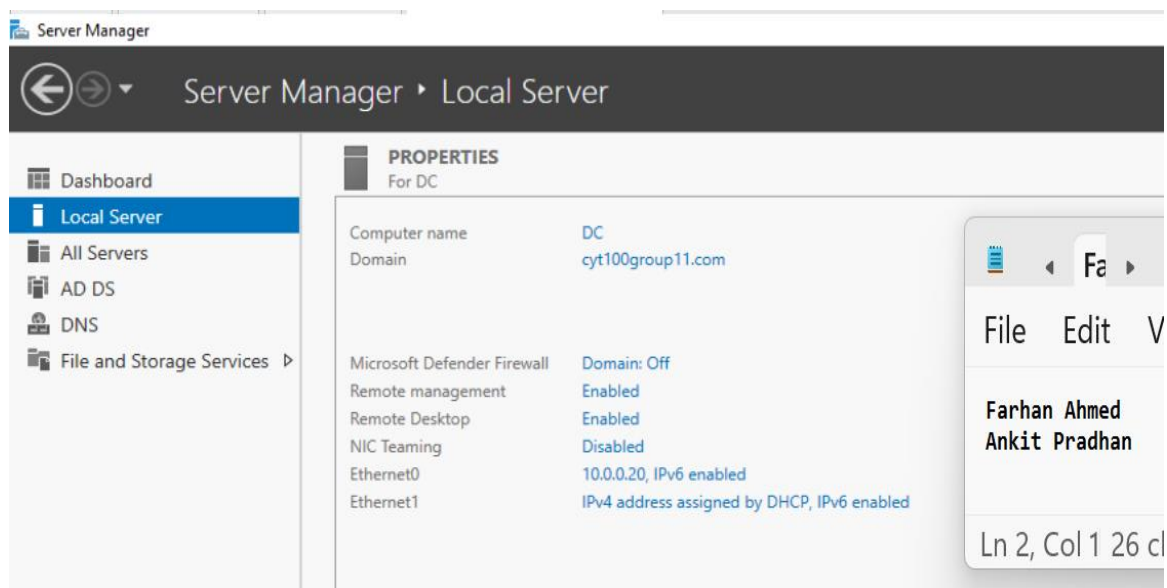 Server Manager
Server Manager ‣ Local Server
Dashboard
Local Server
All Servers
AD DS
DNS
File and Storage Services
PROPERTIES
For DC
Computer name DC
Domain cyt100group11.com
Microsoft Defender Firewall Domain: Off
Remote management Enabled
Remote Desktop Enabled
NIC Teaming Disabled
Ethernet0 10.0.0.20, IPv6 enabled
Ethernet1 IPv4 address assigned by DHCP, IPv6 enabled
Fa
File Edit V
Farhan Ahmed
Ankit Pradhan
Ln 2, Col 1 26